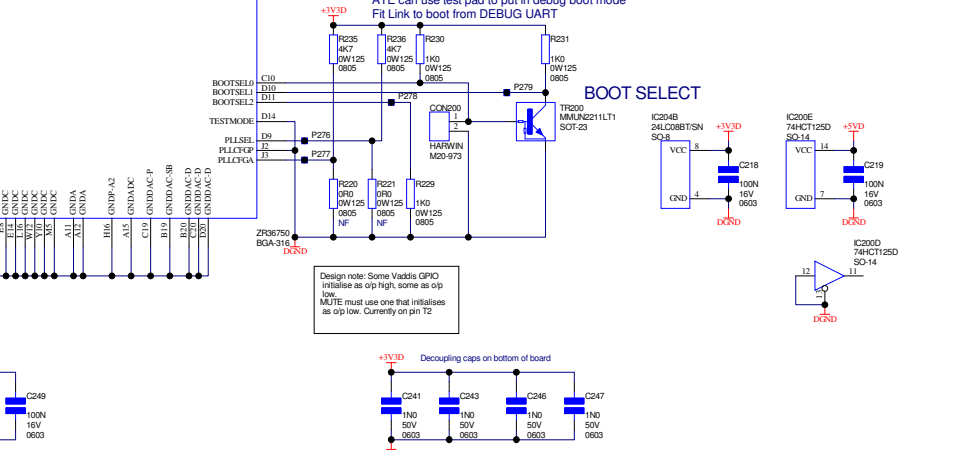 ATE can use test pad to put in debug boot mode
Fit Link to boot from DEBUG UART
+3V3D
R235
4K7
0W125
0805
R236
4K7
0W125
0805
R230
1K0
0W125
0805
R231
1K0
0W125
0805
BOOTSEL0
C10
BOOTSEL1
D10
BOOTSEL2
D11
TESTMODE
D14
PLLSEL
D9
PLLCFGP
J2
PLLCFGA
J3
P279
P278
P276
P277
CON200
1
2
HARWIN
M20-973
TR200
MMUN2211LT1
SOT-23
BOOT SELECT
IC204B
24LC08BT/SN
SO-8
VCC
8
GND
4
+3V3D
C218
100N
16V
0603
DGND
IC200E
74HCT125D
SO-14
VCC
14
GND
7
+5VD
C219
100N
16V
0603
DGND
R220
0R0
0W125
0805
NF
R221
0R0
0W125
0805
NF
R229
1K0
0W125
0805
ZR36750
BGA-316
DGND
GNDC
GNDC
GNDC
GNDC
GNDC
GNDC
GNDA
GNDA
GNDP-A2
GNDADC
GNDDAC-P
GNDDAC-SB
GNDDAC-D
GNDDAC-D
GNDDAC-D
E14
L16
W12
Y10
M5
A11
A12
H16
A15
C19
B19
B20
C20
D20
IC200D
74HCT125D
SO-14
12
11
13
DGND
Design note: Some Vaddis GPIO
initialise as o/p high, some as o/p
low.
MUTE must use one that initialises
as o/p low. Currently on pin T2
+3V3D
Decoupling caps on bottom of board
C249
100N
16V
0603
C241
1N0
50V
0603
C243
1N0
50V
0603
C246
1N0
50V
0603
C247
1N0
50V
0603